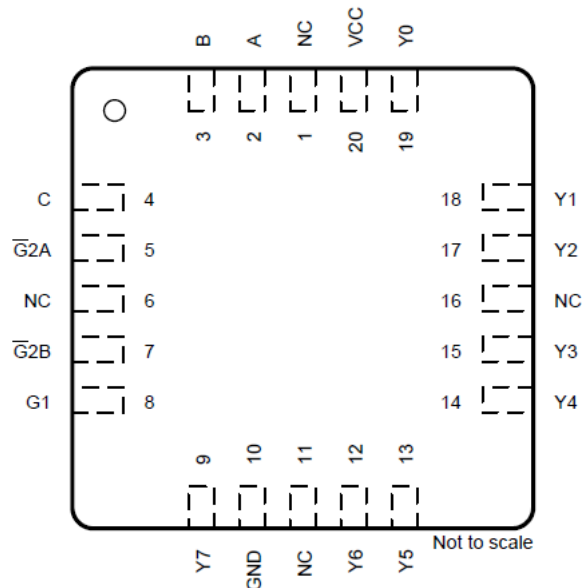 B A NC VCC Y0
3 2 1 20 19
C 4 18 Y1
G̅2A 5 17 Y2
NC 6 16 NC
G̅2B 7 15 Y3
G1 8 14 Y4
9 10 11 12 13
Not to scale
Y7 GND NC Y6 Y5